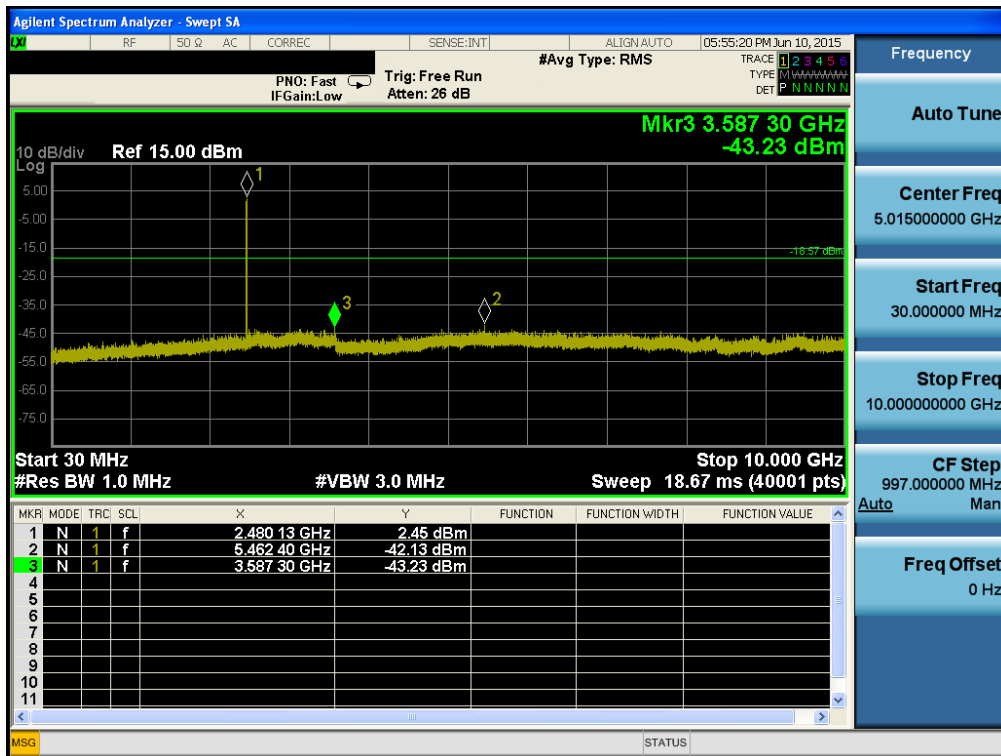 Agilent Spectrum Analyzer - Swept SA
LXI RF 50 Ω AC CORREC SENSE:INT ALIGN AUTO 05:55:20 PM Jun 10, 2015
PNO: Fast
IFGain:Low
Trig: Free Run
Atten: 26 dB
#Avg Type: RMS
TRACE 1 2 3 4 5 6
TYPE M WWWWW
DET P N N N N N
Mkr3 3.587 30 GHz
-43.23 dBm
10 dB/div Ref 15.00 dBm
Log
1
5.00
-5.00
-15.0
-18.57 dBm
-25.0
-35.0
3 2
-45.0
-55.0
-65.0
-75.0
Start 30 MHz Stop 10.000 GHz
#Res BW 1.0 MHz #VBW 3.0 MHz Sweep 18.67 ms (40001 pts)
MKR MODE TRC SCL X Y FUNCTION FUNCTION WIDTH FUNCTION VALUE
1 N 1 f 2.480 13 GHz 2.45 dBm
2 N 1 f 5.462 40 GHz -42.13 dBm
3 N 1 f 3.587 30 GHz -43.23 dBm
4
5
6
7
8
9
10
11
MSG STATUS
Frequency
Auto Tune
Center Freq
5.015000000 GHz
Start Freq
30.000000 MHz
Stop Freq
10.000000000 GHz
CF Step
997.000000 MHz
Auto Man
Freq Offset
0 Hz